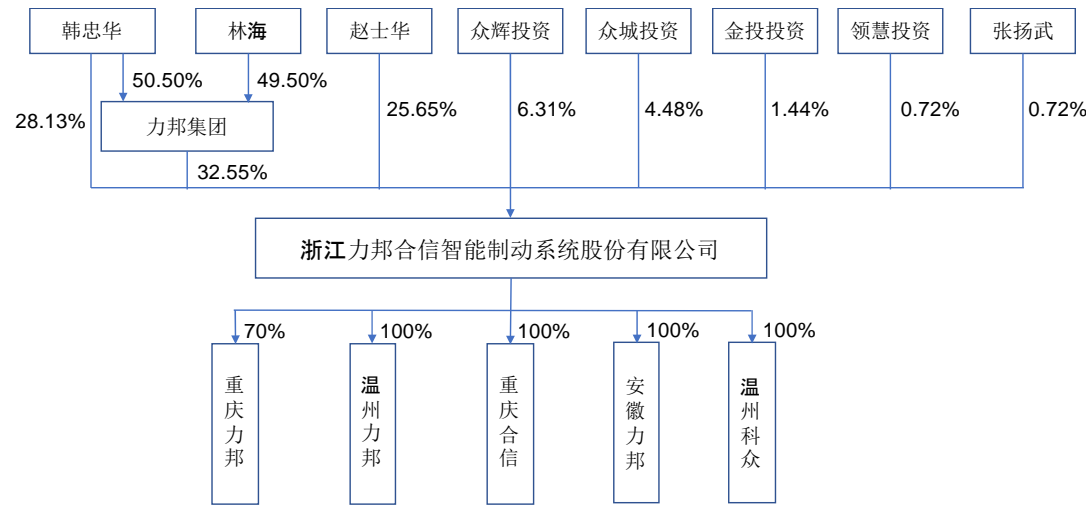 韩忠华
林海
赵士华
众辉投资
众城投资
金投投资
领慧投资
张扬武
50.50%
49.50%
28.13%
力邦集团
25.65%
6.31%
4.48%
1.44%
0.72%
0.72%
32.55%
浙江力邦合信智能制动系统股份有限公司
70%
100%
100%
100%
100%
重庆力邦
温州力邦
重庆合信
安徽力邦
温州科众